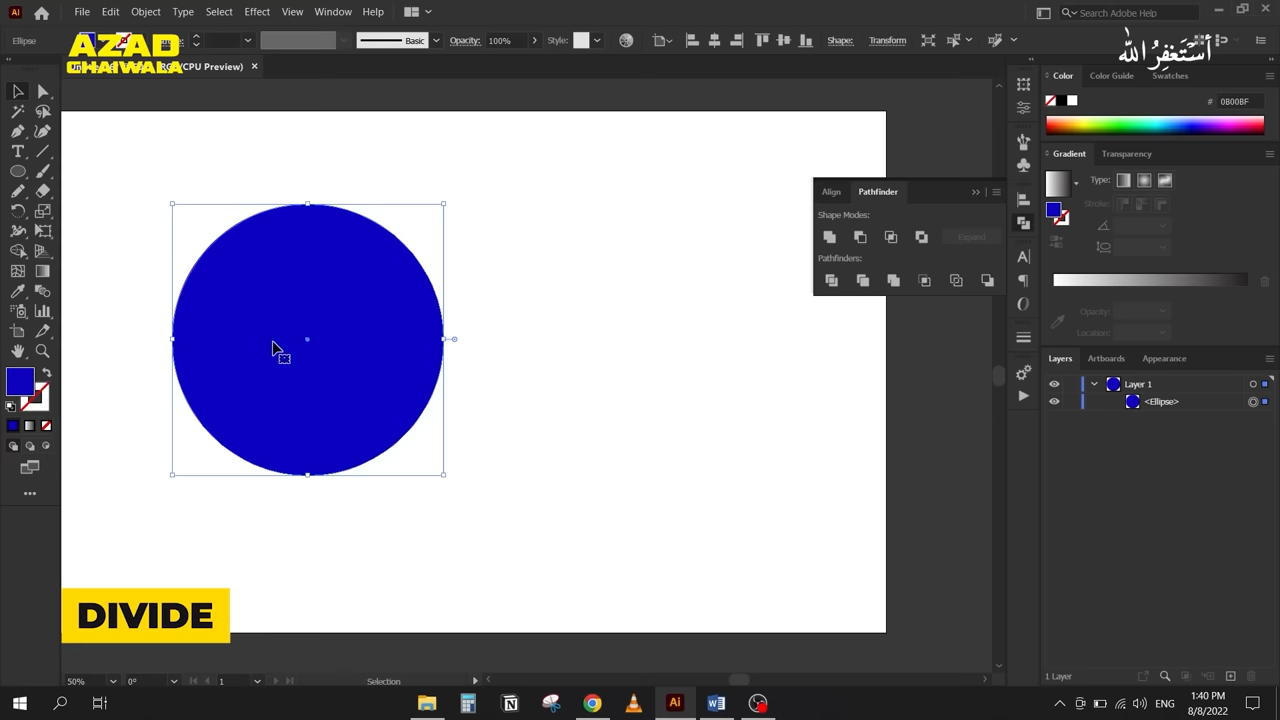 File Edit Object Type Select Effect View Window Help
Search Adobe Help
Ellipse
Basic
Opacity: 100%
Style:
Shape:
Transform
AZAD
CHAIWALA
/CPU Preview)
أستغفر الله
Color Color Guide Swatches
# 0B00BF
Gradient Transparency
Type:
Stroke:
Opacity:
Location:
Align Pathfinder
Shape Modes:
Expand
Pathfinders:
Layers Artboards Appearance
Layer 1
<Ellipse>
DIVIDE
50% 0° 1 Selection
1 Layer
1:40 PM
8/8/2022